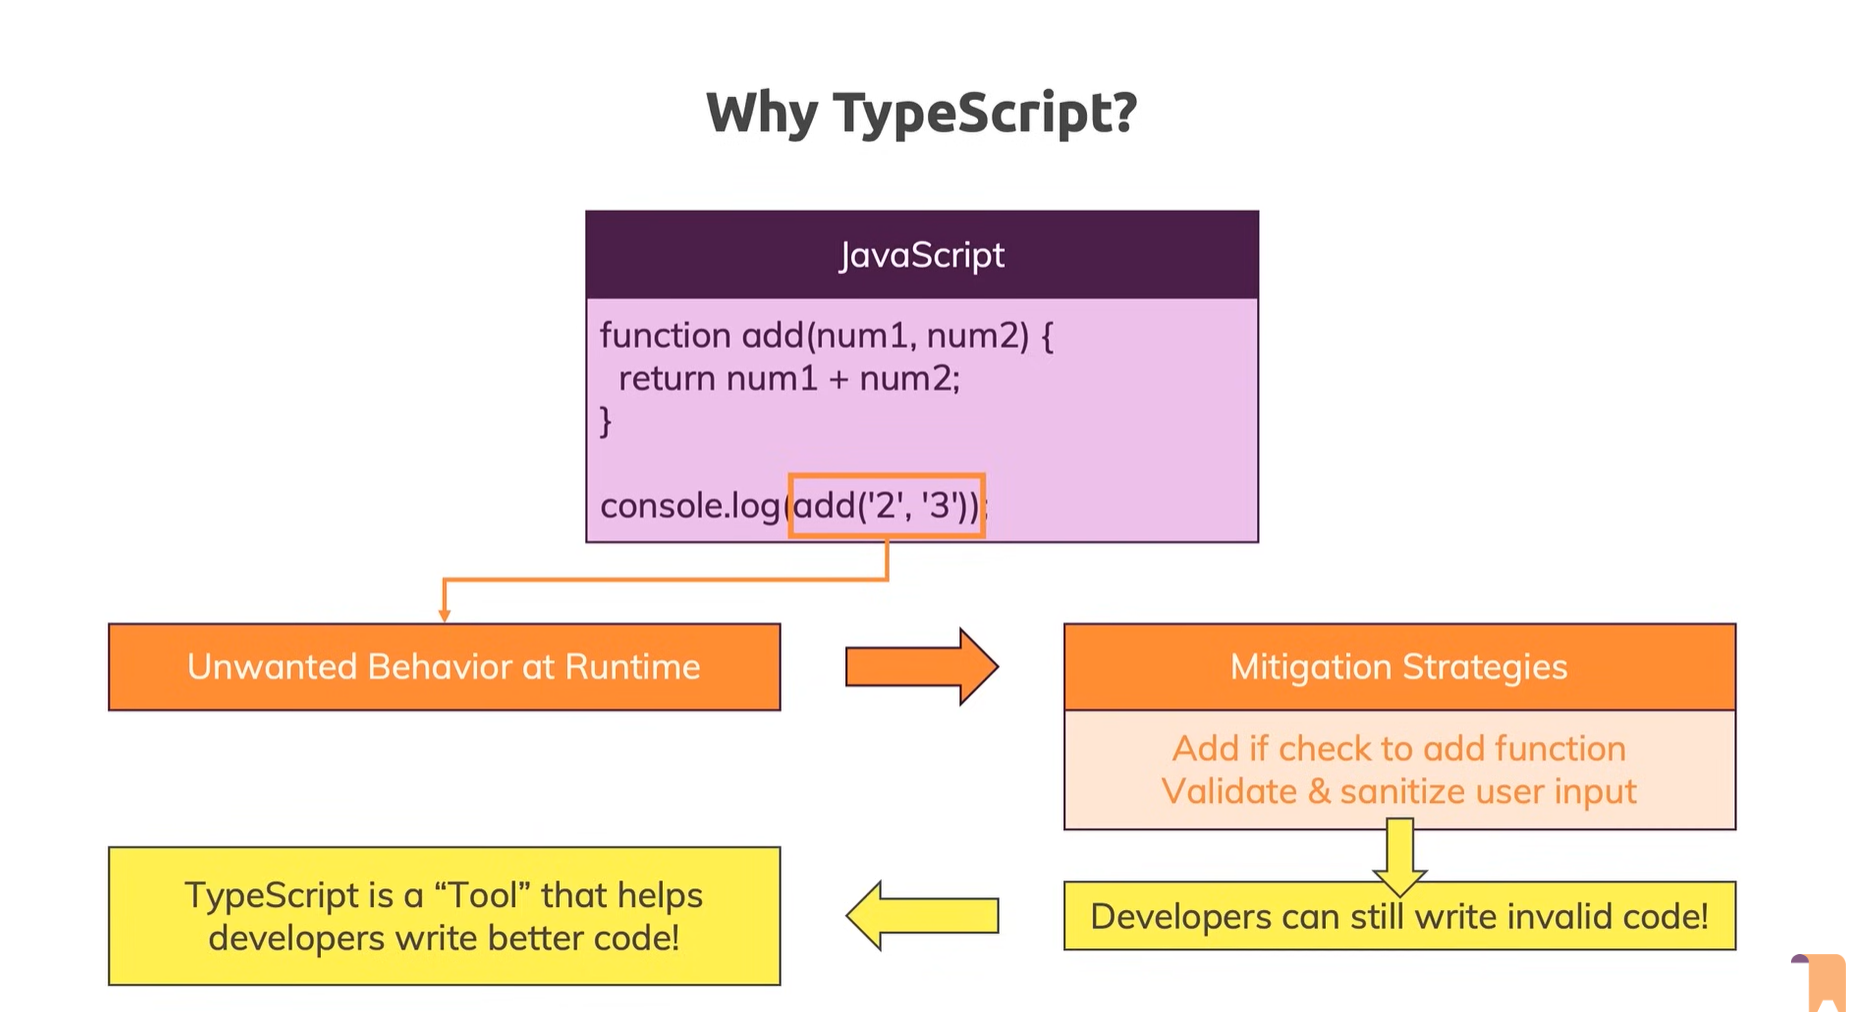 Why TypeScript?
JavaScript
function add(num1, num2) {
return num1 + num2;
}
console.log(add('2', '3'));
Unwanted Behavior at Runtime
Mitigation Strategies
Add if check to add function
Validate & sanitize user input
Developers can still write invalid code!
TypeScript is a “Tool” that helps
developers write better code!